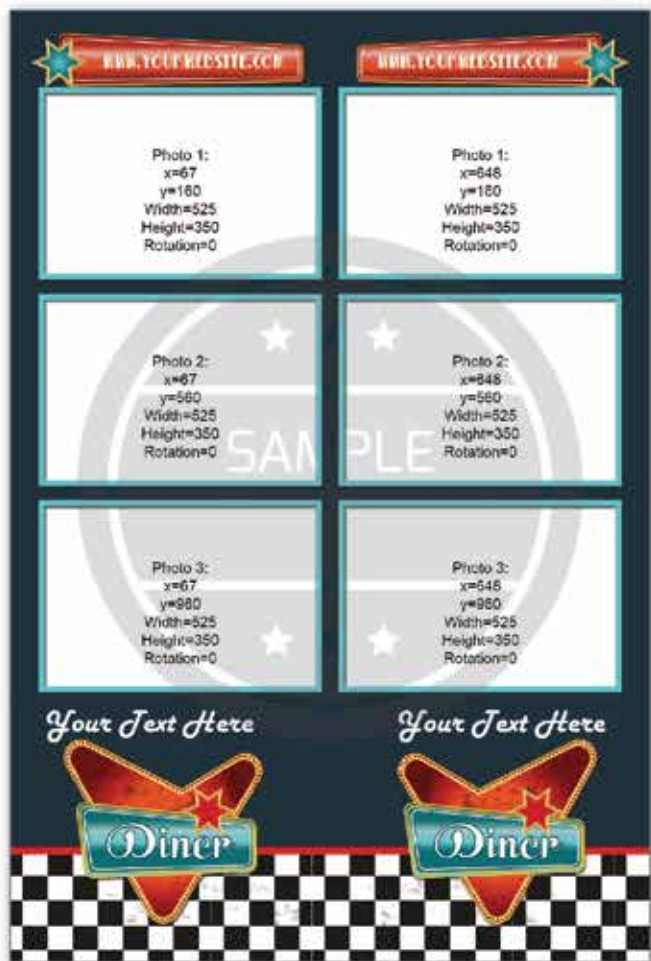 WWW.YOURWEBSITE.COM WWW.YOURWEBSITE.COM
Photo 1:
x=67
y=160
Width=525
Height=350
Rotation=0
Photo 1:
x=648
y=160
Width=525
Height=350
Rotation=0
Photo 2:
x=67
y=560
Width=525
Height=350
Rotation=0
Photo 2:
x=648
y=560
Width=525
Height=350
Rotation=0
SAMPLE
Photo 3:
x=67
y=960
Width=525
Height=350
Rotation=0
Photo 3:
x=648
y=960
Width=525
Height=350
Rotation=0
Your Text Here Your Text Here
Diner Diner